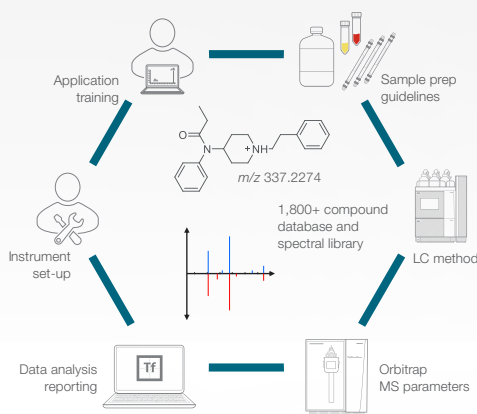 Application
training
Sample prep
guidelines
O
N
+
NH
m/z 337.2274
1,800+ compound
database and
spectral library
Instrument
set-up
LC method
Data analysis
reporting
Tf
Orbitrap
MS parameters